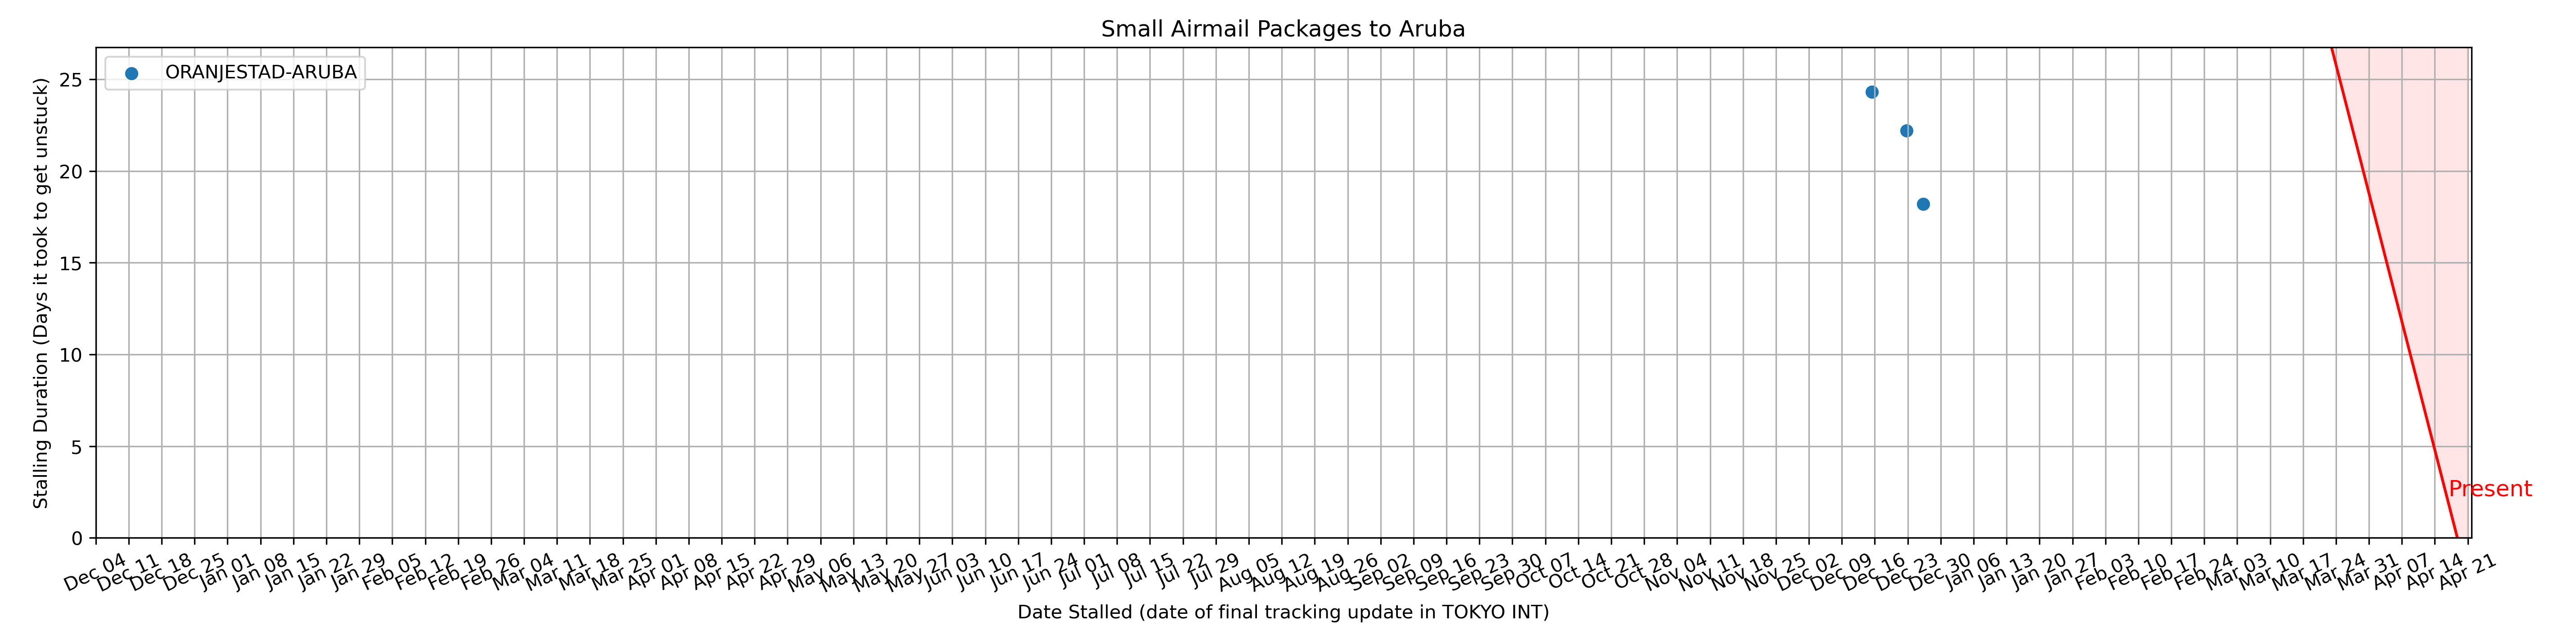 Small Airmail Packages to Aruba
ORANJESTAD-ARUBA
Stalling Duration (Days it took to get unstuck)
25
20
15
10
5
0
Present
Dec 04
Dec 11
Dec 18
Dec 25
Jan 01
Jan 08
Jan 15
Jan 22
Jan 29
Feb 05
Feb 12
Feb 19
Feb 26
Mar 04
Mar 11
Mar 18
Mar 25
Apr 01
Apr 08
Apr 15
Apr 22
Apr 29
May 06
May 13
May 20
May 27
Jun 03
Jun 10
Jun 17
Jun 24
Jul 01
Jul 08
Jul 15
Jul 22
Jul 29
Aug 05
Aug 12
Aug 19
Aug 26
Sep 02
Sep 09
Sep 16
Sep 23
Sep 30
Oct 07
Oct 14
Oct 21
Oct 28
Nov 04
Nov 11
Nov 18
Nov 25
Dec 02
Dec 09
Dec 16
Dec 23
Dec 30
Jan 06
Jan 13
Jan 20
Jan 27
Feb 03
Feb 10
Feb 17
Feb 24
Mar 03
Mar 10
Mar 17
Mar 24
Mar 31
Apr 07
Apr 14
Apr 21
Date Stalled (date of final tracking update in TOKYO INT)